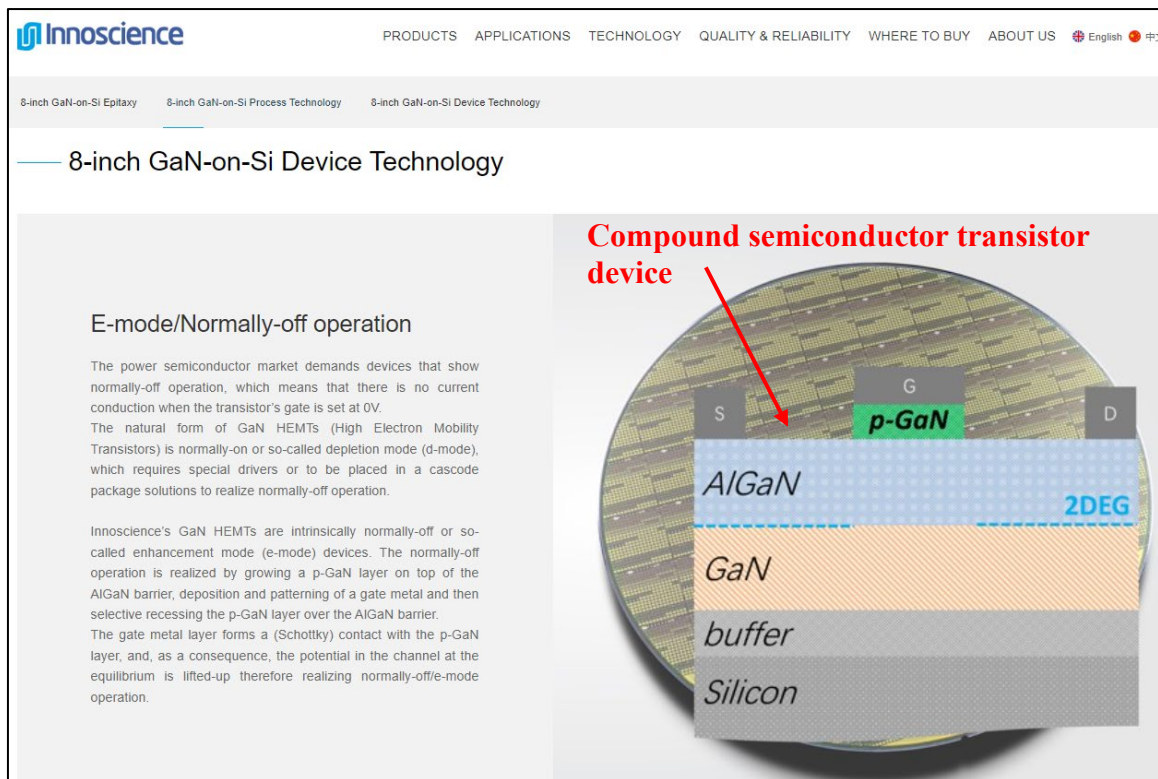 Innoscience
PRODUCTS APPLICATIONS TECHNOLOGY QUALITY & RELIABILITY WHERE TO BUY ABOUT US English 中文
8-inch GaN-on-Si Epitaxy 8-inch GaN-on-Si Process Technology 8-inch GaN-on-Si Device Technology
8-inch GaN-on-Si Device Technology
Compound semiconductor transistor
device
E-mode/Normally-off operation
The power semiconductor market demands devices that show
normally-off operation, which means that there is no current
conduction when the transistor's gate is set at 0V.
The natural form of GaN HEMTs (High Electron Mobility
Transistors) is normally-on or so-called depletion mode (d-mode),
which requires special drivers or to be placed in a cascode
package solutions to realize normally-off operation.
Innoscience's GaN HEMTs are intrinsically normally-off or so-
called enhancement mode (e-mode) devices. The normally-off
operation is realized by growing a p-GaN layer on top of the
AlGaN barrier, deposition and patterning of a gate metal and then
selective recessing the p-GaN layer over the AlGaN barrier.
The gate metal layer forms a (Schottky) contact with the p-GaN
layer, and, as a consequence, the potential in the channel at the
equilibrium is lifted-up therefore realizing normally-off/e-mode
operation.
S
G
D
p-GaN
AlGaN
2DEG
GaN
buffer
Silicon